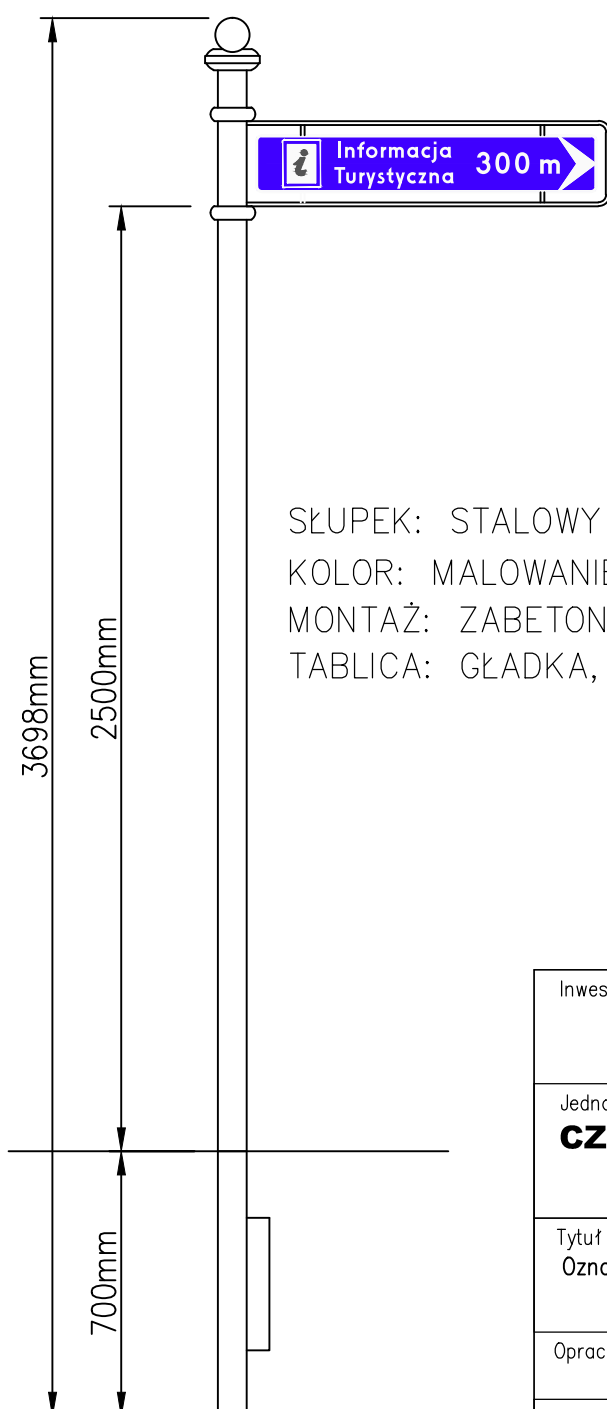 Informacja
Turystyczna
300 m
i
SŁUPEK: STALOWY
KOLOR: MALOWANIE
MONTAŻ: ZABETON
TABLICA: GŁADKA,
3698mm
2500mm
700mm
Inwes
Jedno
CZ
Tytuł
Ozna
Oprac